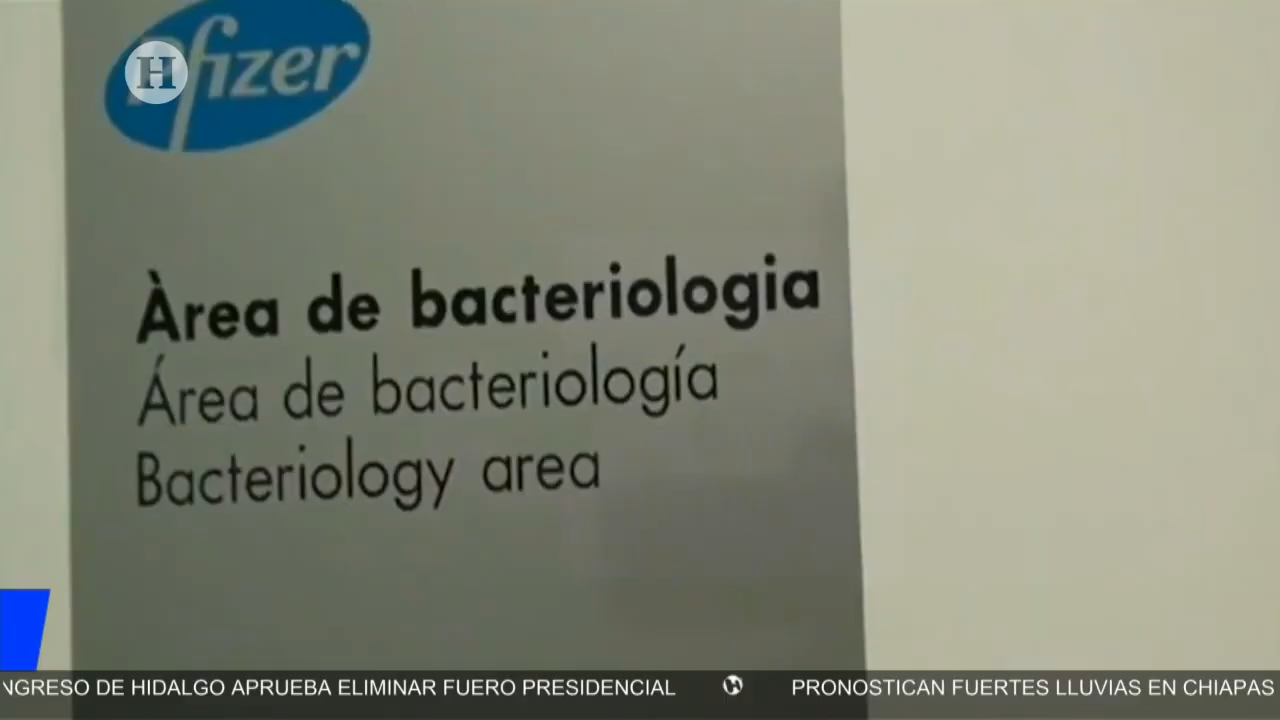 Pfizer
H
Àrea de bacteriologia
Área de bacteriología
Bacteriology area
NGRESO DE HIDALGO APRUEBA ELIMINAR FUERO PRESIDENCIAL
PRONOSTICAN FUERTES LLUVIAS EN CHIAPAS